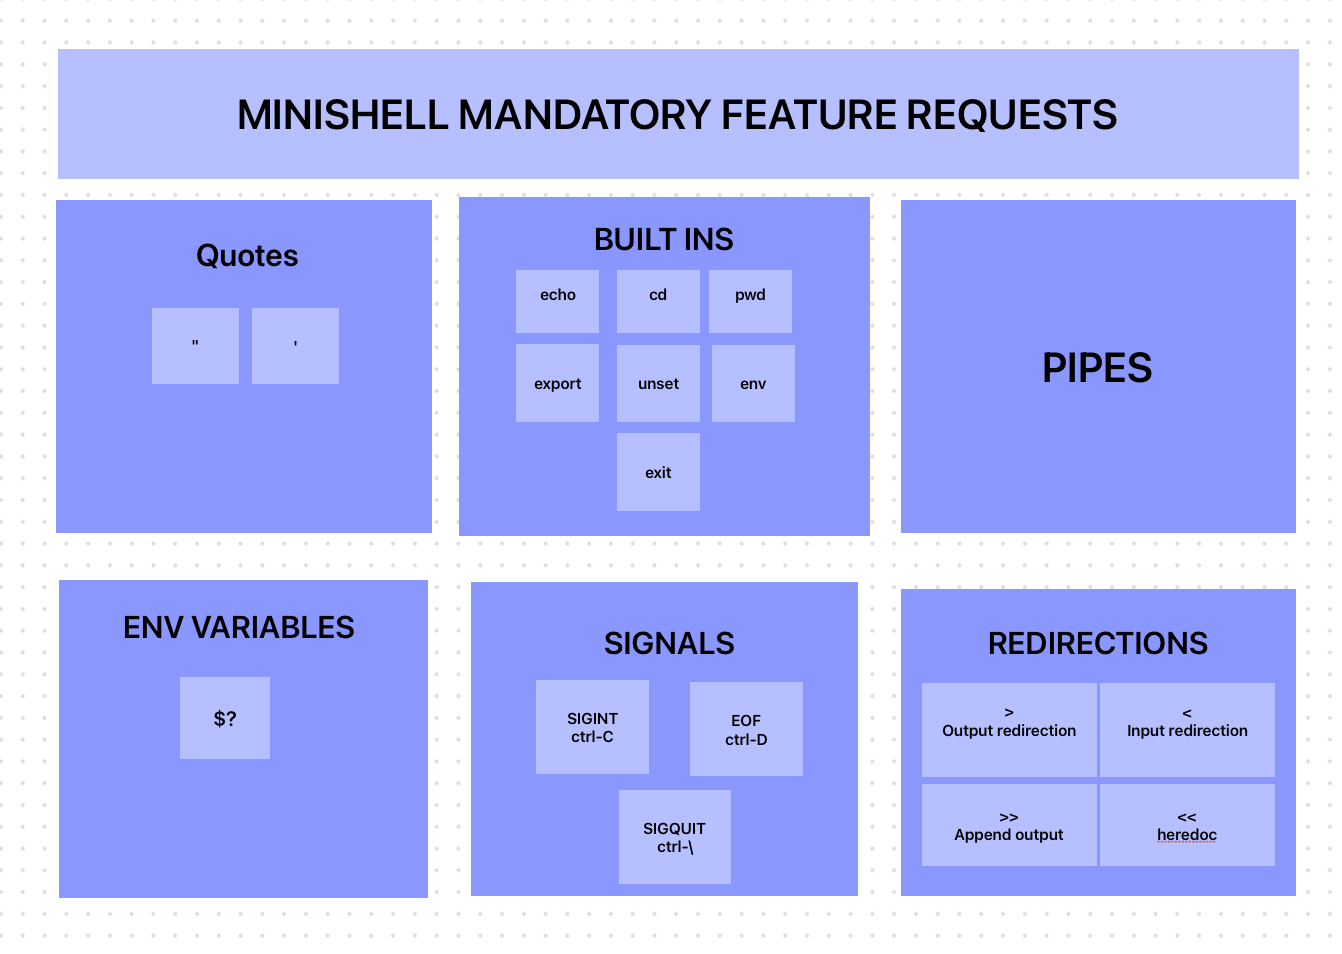 MINISHELL MANDATORY FEATURE REQUESTS
Quotes
"
'
BUILT INS
echo
cd
pwd
export
unset
env
exit
PIPES
ENV VARIABLES
$?
SIGNALS
SIGINT
ctrl-C
EOF
ctrl-D
SIGQUIT
ctrl-\
REDIRECTIONS
>
Output redirection
<
Input redirection
>>
Append output
<<
heredoc